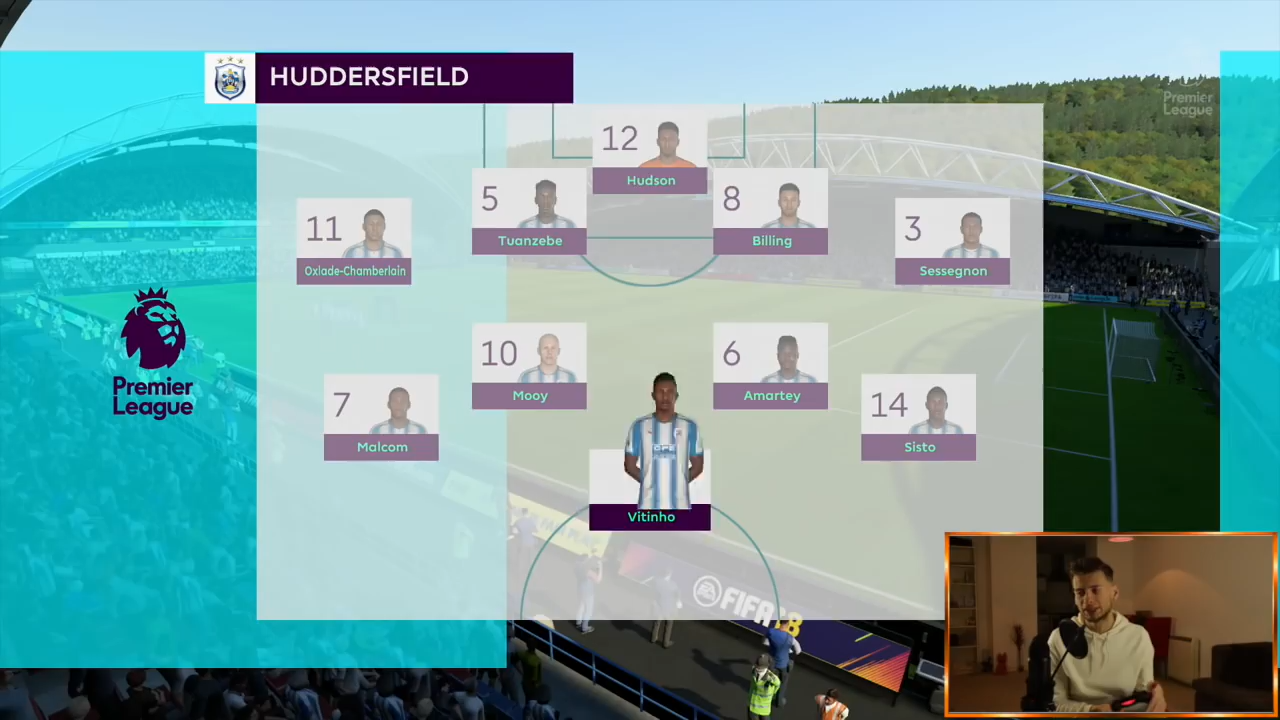 HUDDERSFIELD
Premier
League
12
Hudson
5
Tuanzebe
8
Billing
11
Oxlade-Chamberlain
3
Sessegnon
10
Mooy
6
Amartey
7
Malcom
14
Sisto
Vitinho
Premier
League
FIFA 18